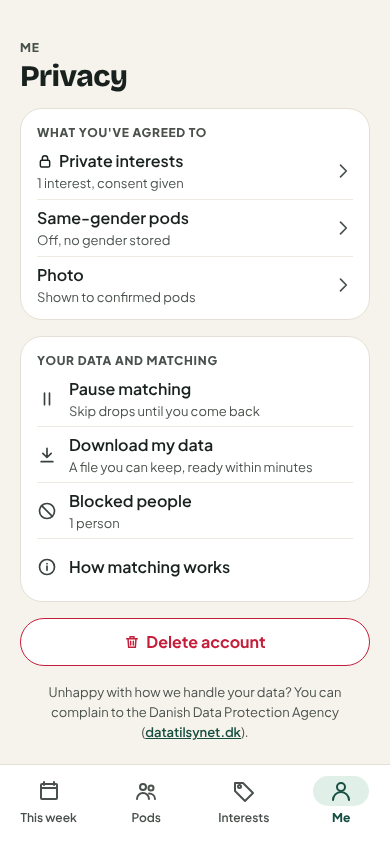 ME
Privacy
WHAT YOU'VE AGREED TO
Private interests
1 interest, consent given
Same-gender pods
Off, no gender stored
Photo
Shown to confirmed pods
YOUR DATA AND MATCHING
Pause matching
Skip drops until you come back
Download my data
A file you can keep, ready within minutes
Blocked people
1 person
How matching works
Delete account
Unhappy with how we handle your data? You can
complain to the Danish Data Protection Agency
(datatilsynet.dk).
This week Pods Interests Me